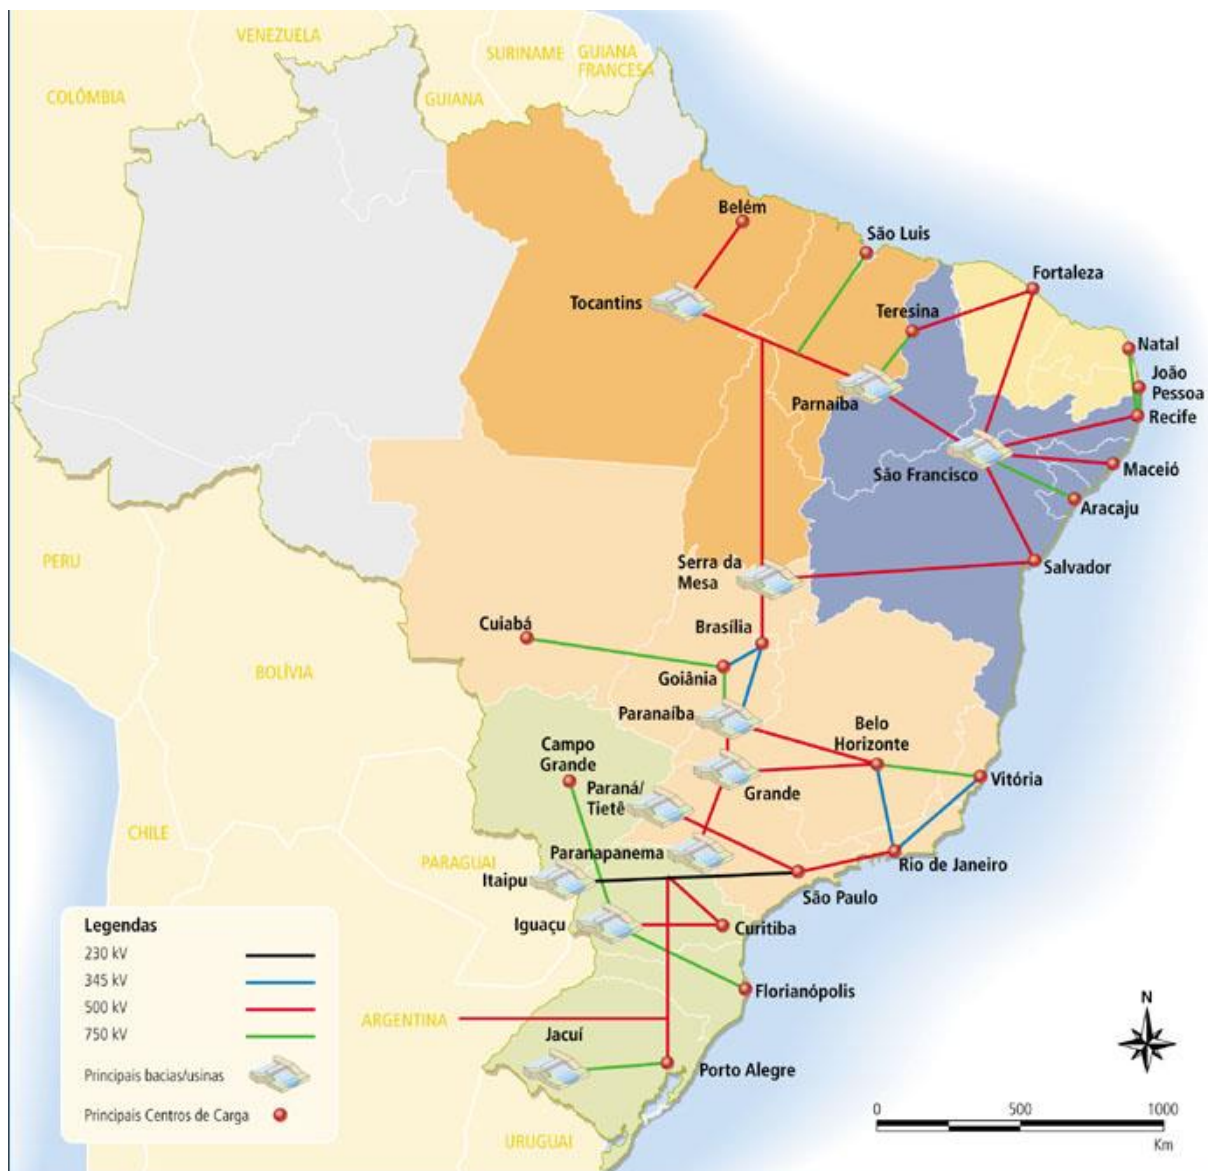 VENEZUELA
SURINAME
GUIANA
FRANCESA
COLÔMBIA
GUIANA
Belém
São Luis
Fortaleza
Tocantins
Teresina
Natal
João
Pessoa
Parnaíba
Recife
São Francisco
Maceió
Aracaju
PERU
Serra da
Mesa
Salvador
Cuiabá
Brasília
BOLÍVIA
Goiânia
Paranaíba
Belo
Horizonte
Campo
Grande
Paraná/
Tietê
Grande
Vitória
CHILE
PARAGUAI
Paranapanema
Rio de Janeiro
Itaipu
São Paulo
Iguaçu
Curitiba
Florianópolis
ARGENTINA
Jacuí
Porto Alegre
URUGUAI
Legendas
230 kV
345 kV
500 kV
750 kV
Principais bacias/usinas
Principais Centros de Carga
N
0 500 1000
Km